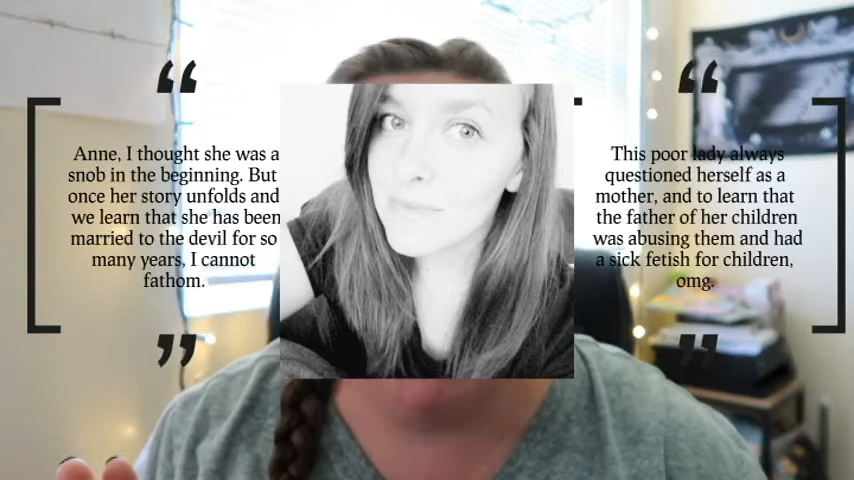 Anne, I thought she was a
snob in the beginning. But
once her story unfolds and
we learn that she has been
married to the devil for so
many years, I cannot
fathom.
This poor lady always
questioned herself as a
mother, and to learn that
the father of her children
was abusing them and had
a sick fetish for children,
omg.